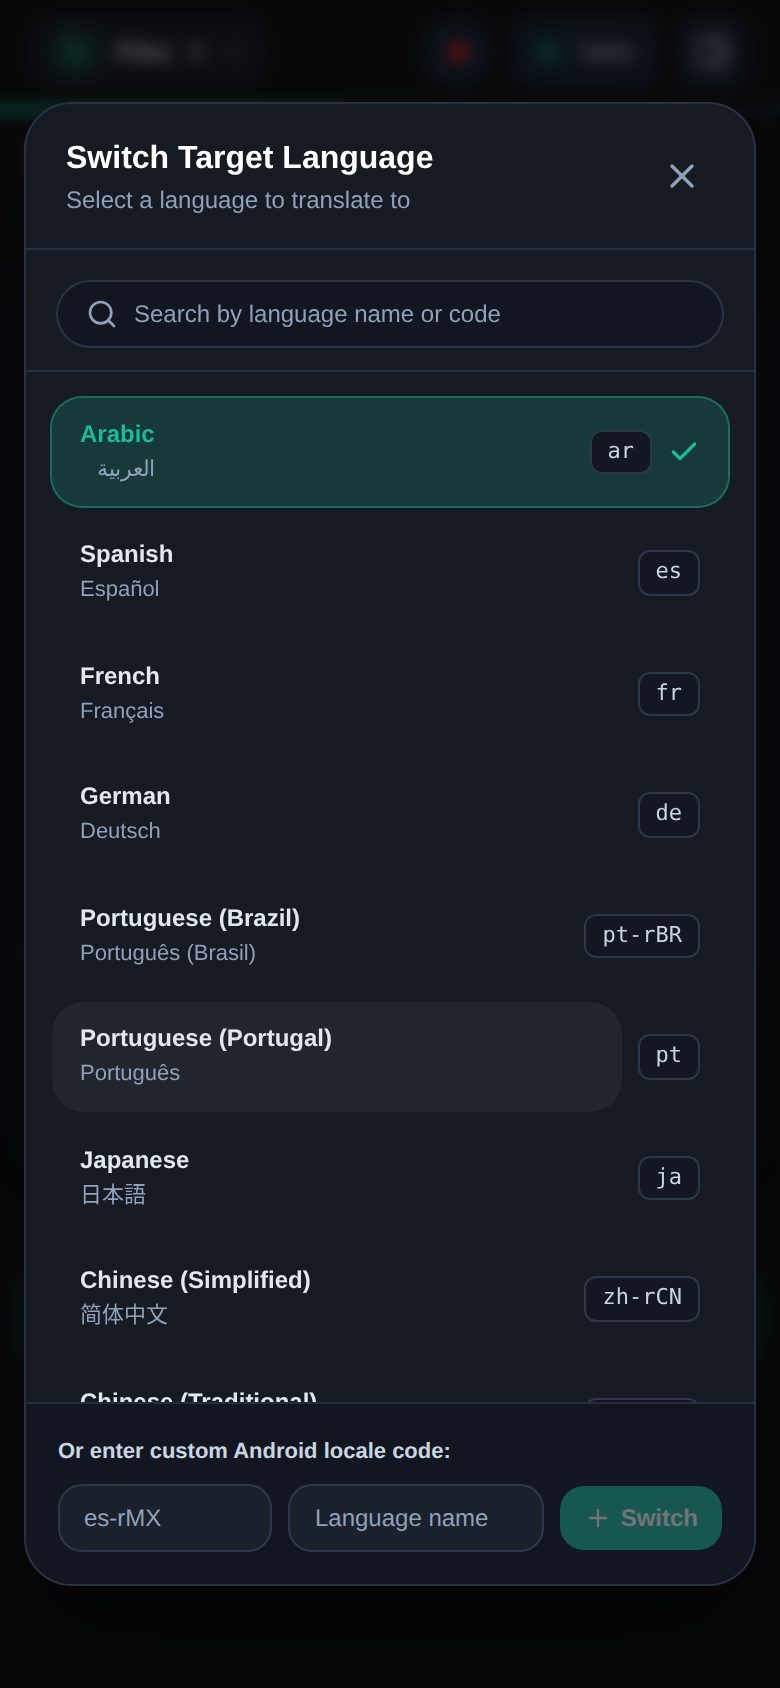 Switch Target Language
Select a language to translate to
Search by language name or code
Arabic
العربية
ar
Spanish
Español
es
French
Français
fr
German
Deutsch
de
Portuguese (Brazil)
Português (Brasil)
pt-rBR
Portuguese (Portugal)
Português
pt
Japanese
日本語
ja
Chinese (Simplified)
简体中文
zh-rCN
Chinese (Traditional)
Or enter custom Android locale code:
es-rMX
Language name
Switch